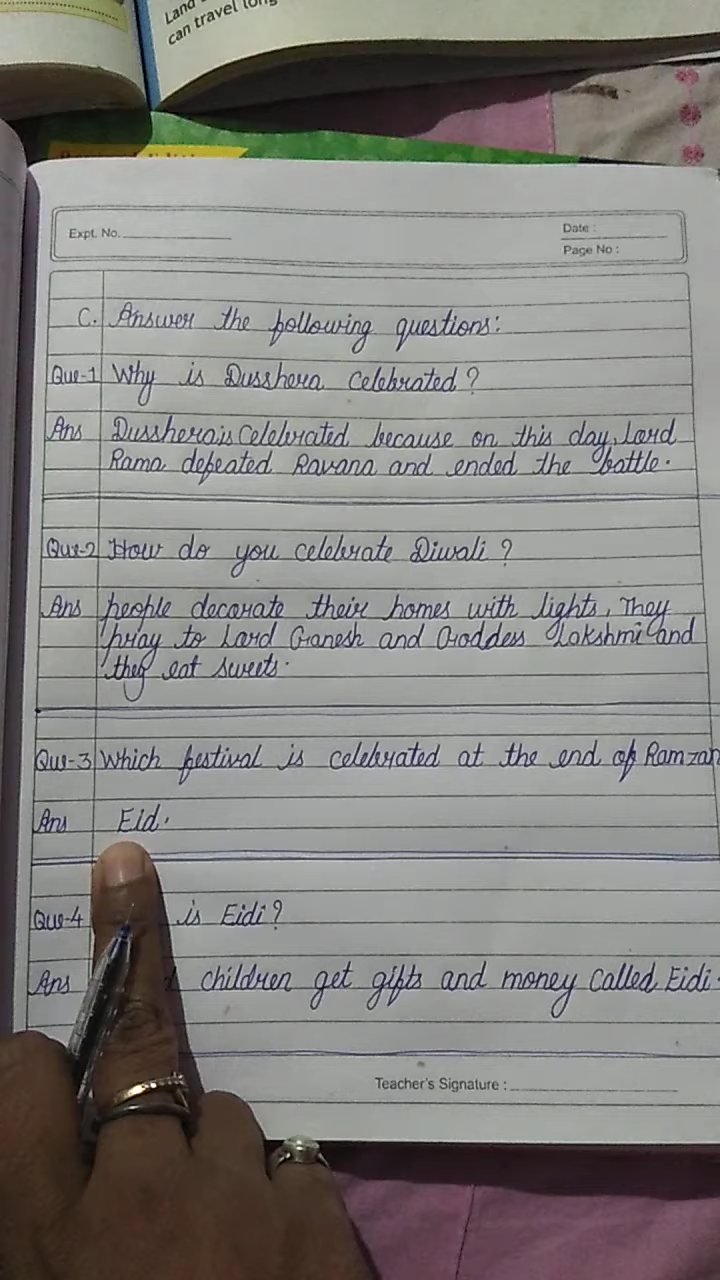 Land
can travel long
Expt. No.
Date :
Page No :
C. Answer the following questions:
Que-1 Why is Dusshera celebrated?
Ans Dussherais celebrated because on this day, Lord
Rama defeated Ravana and ended the battle.
Que-2 How do you celebrate Diwali?
Ans people decorate their homes with lights, They
pray to Lord Ganesh and Goddess Lakshmi and
they eat sweets.
Que-3 Which festival is celebrated at the end of Ramzan
Ans Eid.
Que-4 is Eidi?
Ans children get gifts and money called Eidi.
Teacher's Signature :